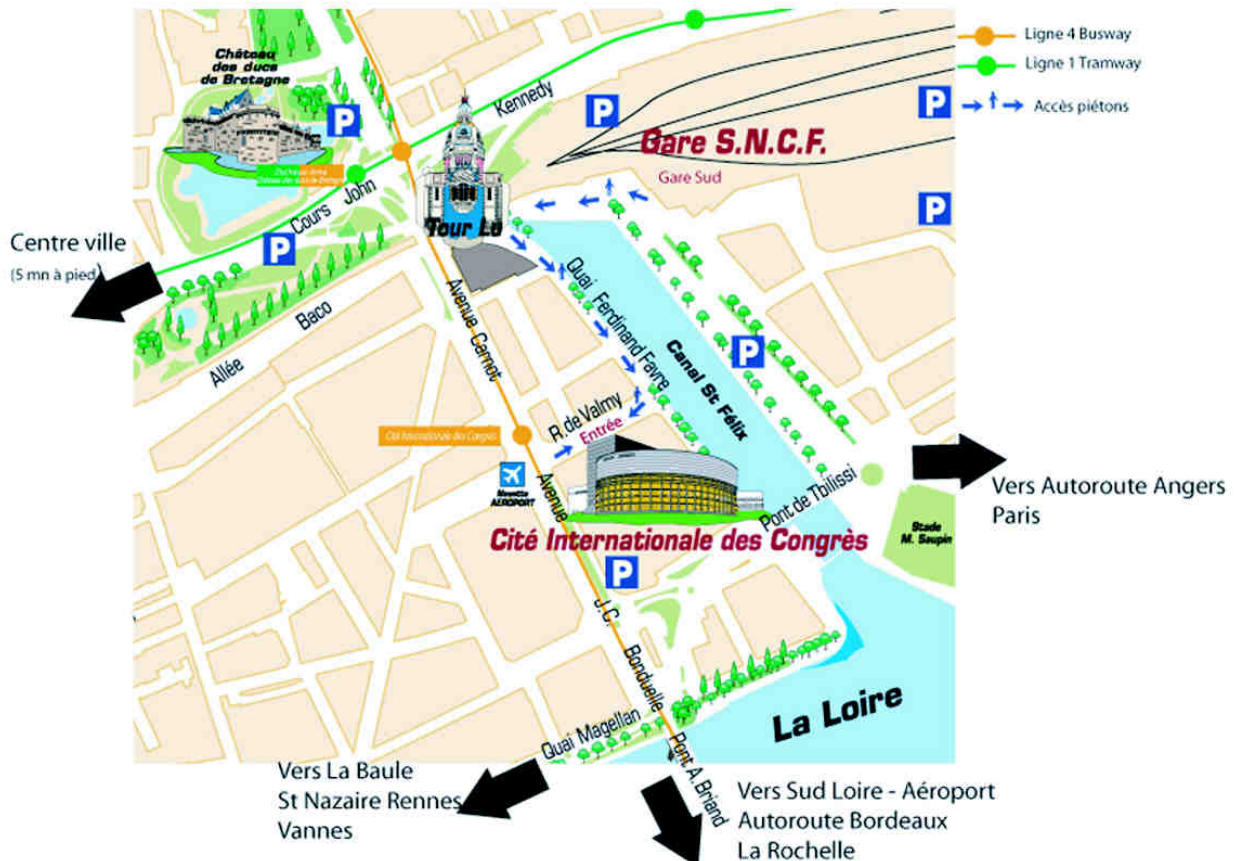 Château
des ducs
de Bretagne
Ligne 4 Busway
Ligne 1 Tramway
Accès piétons
P
P
P
Kennedy
Gare S.N.C.F.
Gare Sud
John
Cours
P
P
Tour Lu
Centre ville
(5 mn à pied)
Quai Ferdinand Favre
Avenue Carnot
Baco
Allée
Canal St Félix
P
R. de Valmy
Entrée
Cité Internationale des Congrès
Navette
AÉROPORT
Avenue
J.C.
Bonduelle
Pont de Tbilissi
Vers Autoroute Angers
Paris
Stade
M. Saupin
Cité Internationale des Congrès
P
La Loire
Quai Magellan
Pont A. Briand
Vers La Baule
St Nazaire Rennes
Vannes
Vers Sud Loire - Aéroport
Autoroute Bordeaux
La Rochelle